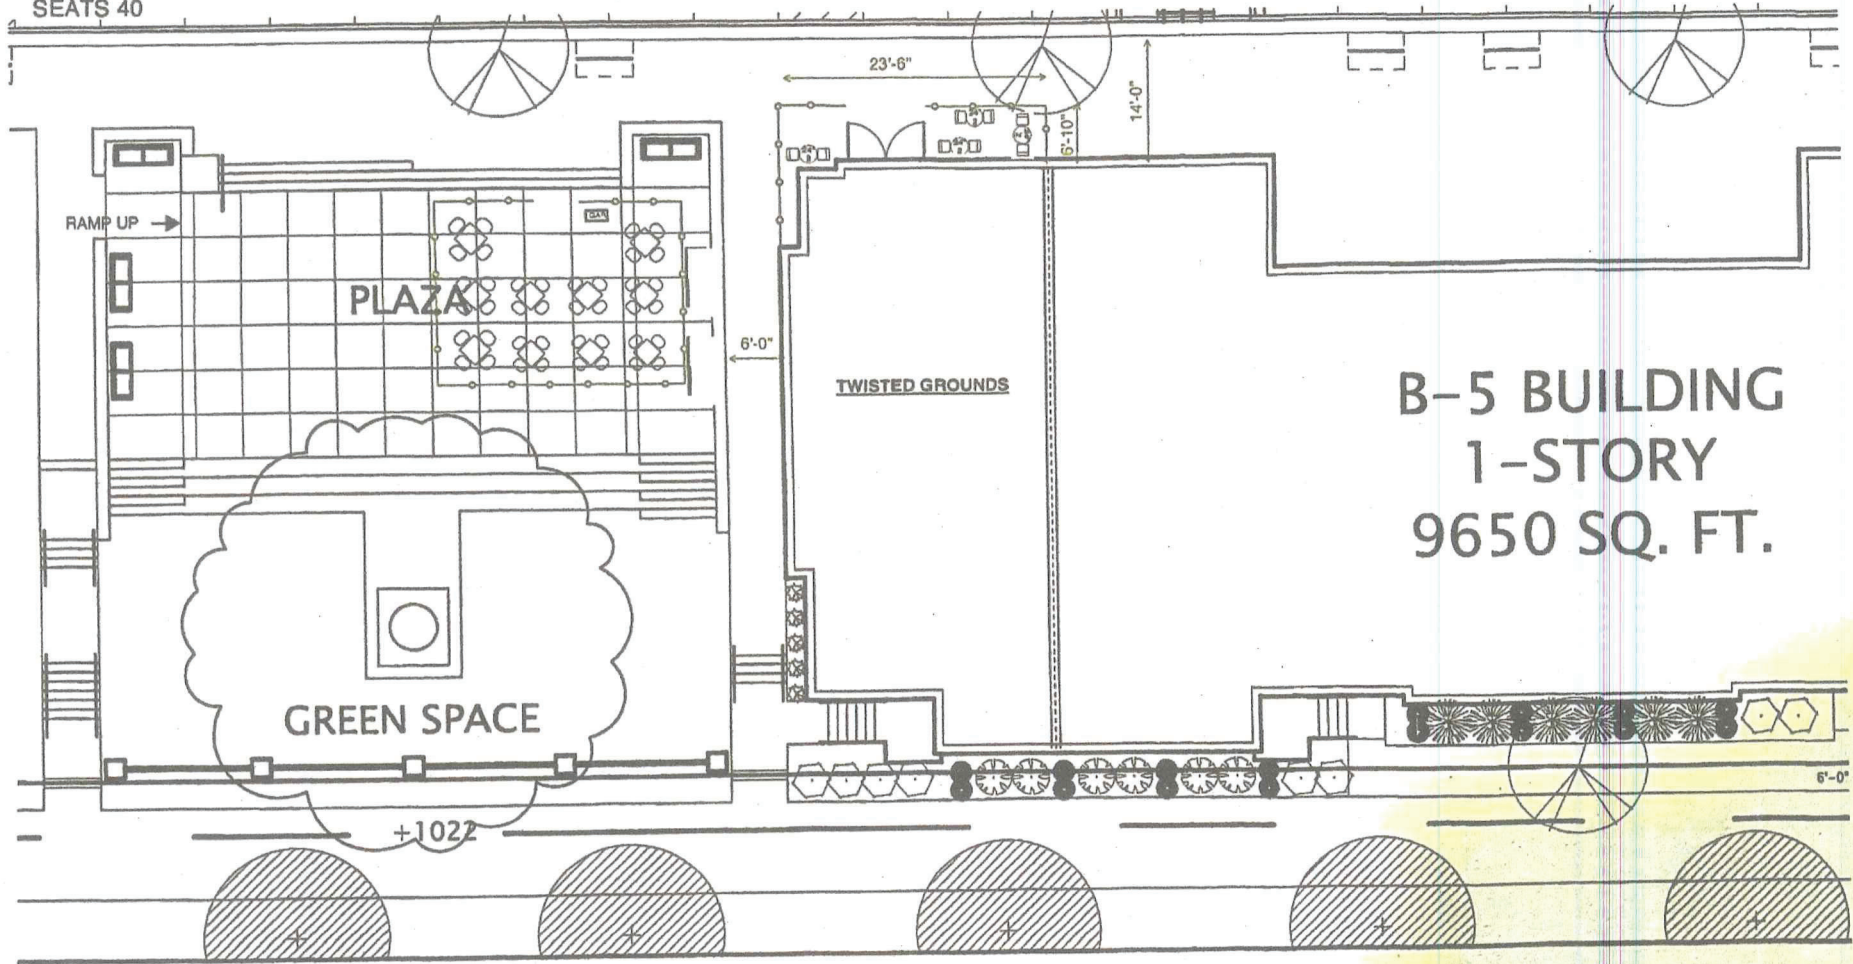 SEATS 40
23'-6"
14'-0"
6'-10"
RAMP UP
PLAZA
6'-0"
TWISTED GROUNDS
B-5 BUILDING
1-STORY
9650 SQ. FT.
GREEN SPACE
6'-0"
+1022